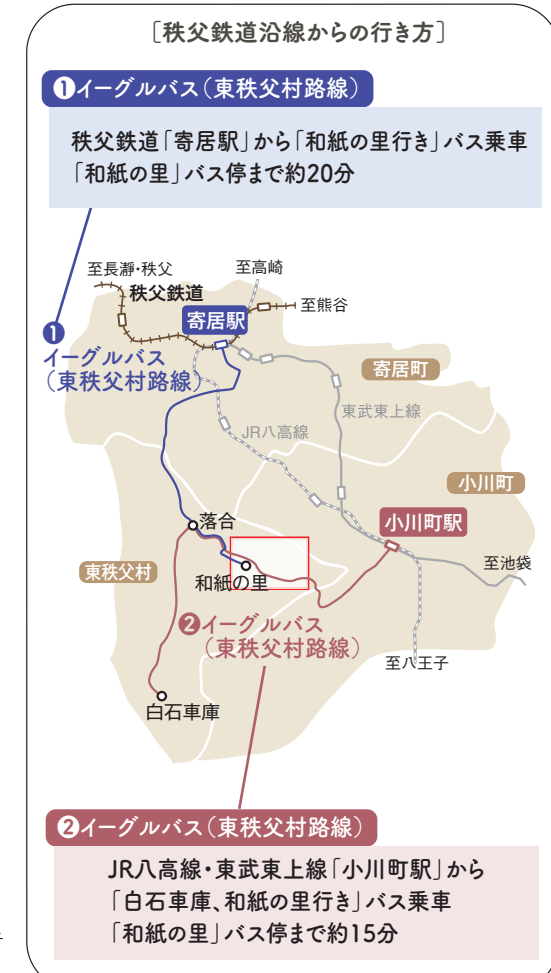 [秩父鉄道沿線からの行き方]
❶イーグルバス(東秩父村路線)
秩父鉄道「寄居駅」から「和紙の里行き」バス乗車
「和紙の里」バス停まで約20分
至長瀞・秩父
至高崎
秩父鉄道
至熊谷
寄居駅
❶
イーグルバス
(東秩父村路線)
寄居町
東武東上線
JR八高線
小川町
落合
小川町駅
至池袋
東秩父村
和紙の里
❷イーグルバス
(東秩父村路線)
至八王子
白石車庫
❷イーグルバス(東秩父村路線)
JR八高線・東武東上線「小川町駅」から
「白石車庫、和紙の里行き」バス乗車
「和紙の里」バス停まで約15分